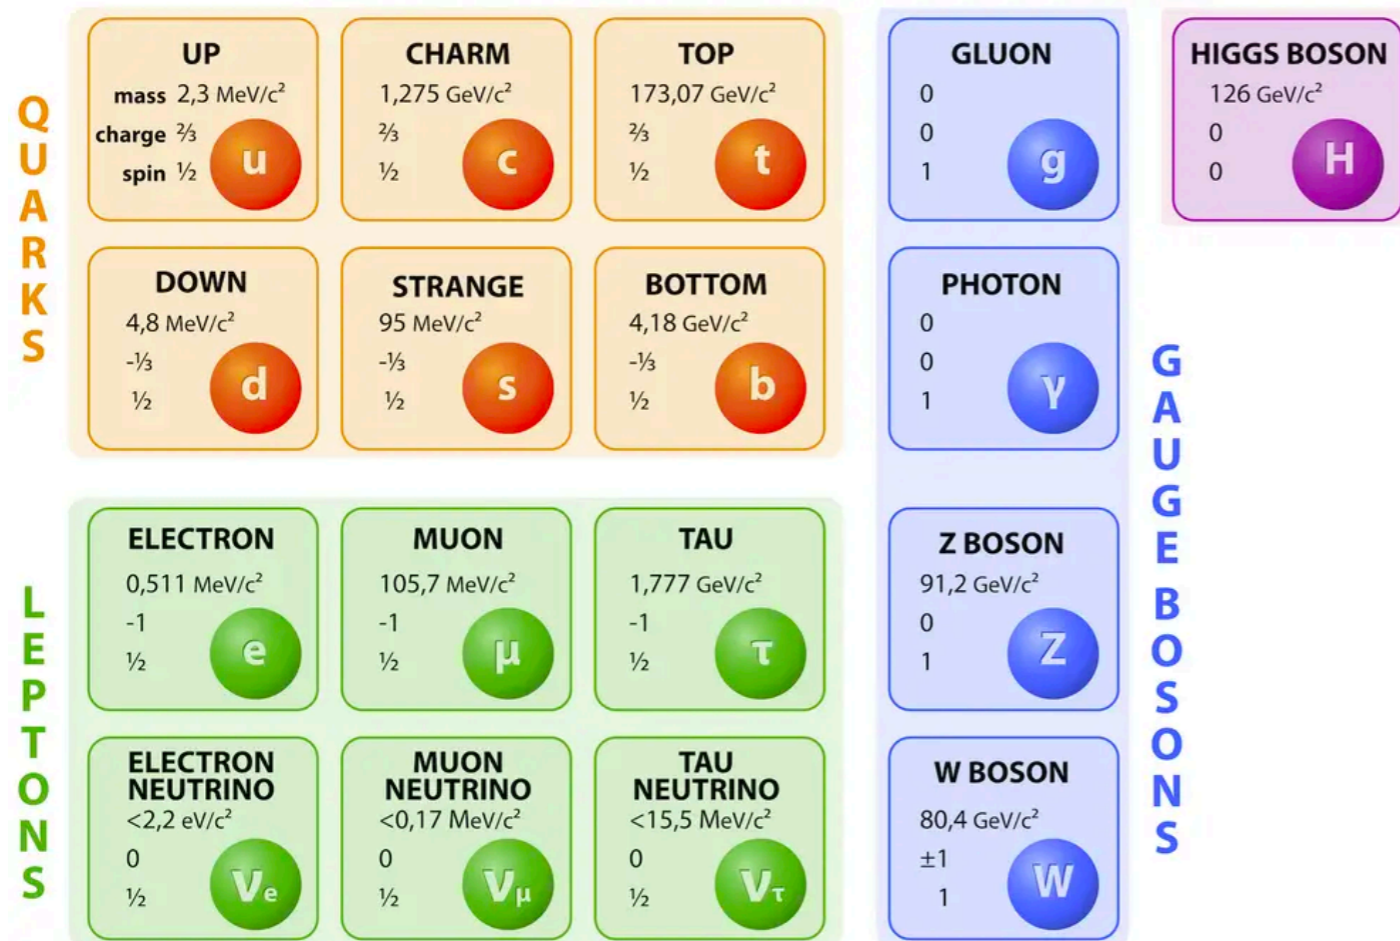 QUARKS
UP
mass 2,3 MeV/c²
charge ⅔
spin ½
u
CHARM
1,275 GeV/c²
⅔
½
c
TOP
173,07 GeV/c²
⅔
½
t
DOWN
4,8 MeV/c²
-⅓
½
d
STRANGE
95 MeV/c²
-⅓
½
s
BOTTOM
4,18 GeV/c²
-⅓
½
b
LEPTONS
ELECTRON
0,511 MeV/c²
-1
½
e
MUON
105,7 MeV/c²
-1
½
μ
TAU
1,777 GeV/c²
-1
½
τ
ELECTRON
NEUTRINO
<2,2 eV/c²
0
½
νe
MUON
NEUTRINO
<0,17 MeV/c²
0
½
νμ
TAU
NEUTRINO
<15,5 MeV/c²
0
½
ντ
GLUON
0
0
1
g
PHOTON
0
0
1
γ
Z BOSON
91,2 GeV/c²
0
1
Z
W BOSON
80,4 GeV/c²
±1
1
W
GAUGE BOSONS
HIGGS BOSON
126 GeV/c²
0
0
H